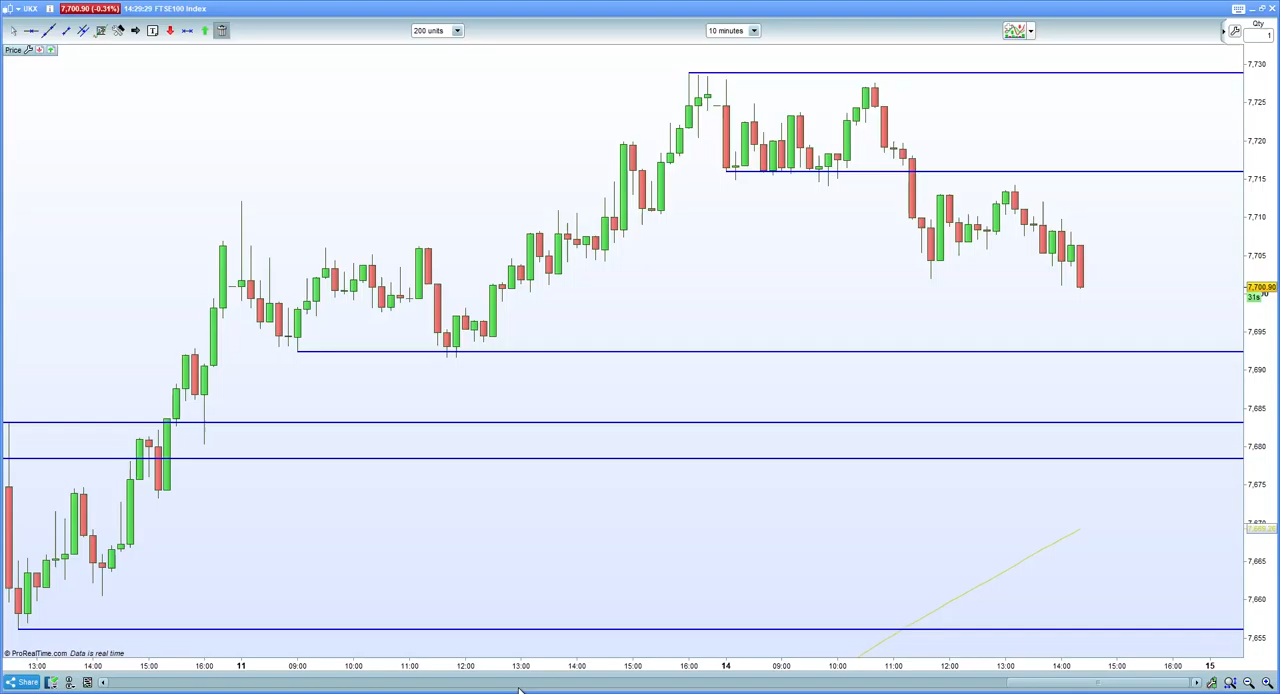 UKX 7,700.90 (-0.31%) 14:29:29 FTSE100 Index
Qty
200 units 10 minutes 1
Price
7,730
7,725
7,720
7,715
7,710
7,705
7,700.90
31s
7,695
7,690
7,685
7,680
7,675
7,670
7,665
7,660
7,655
© ProRealTime.com Data is real time
13:00 14:00 15:00 16:00 11 09:00 10:00 11:00 12:00 13:00 14:00 15:00 16:00 14 09:00 10:00 11:00 12:00 13:00 14:00 15:00 16:00 15
Share